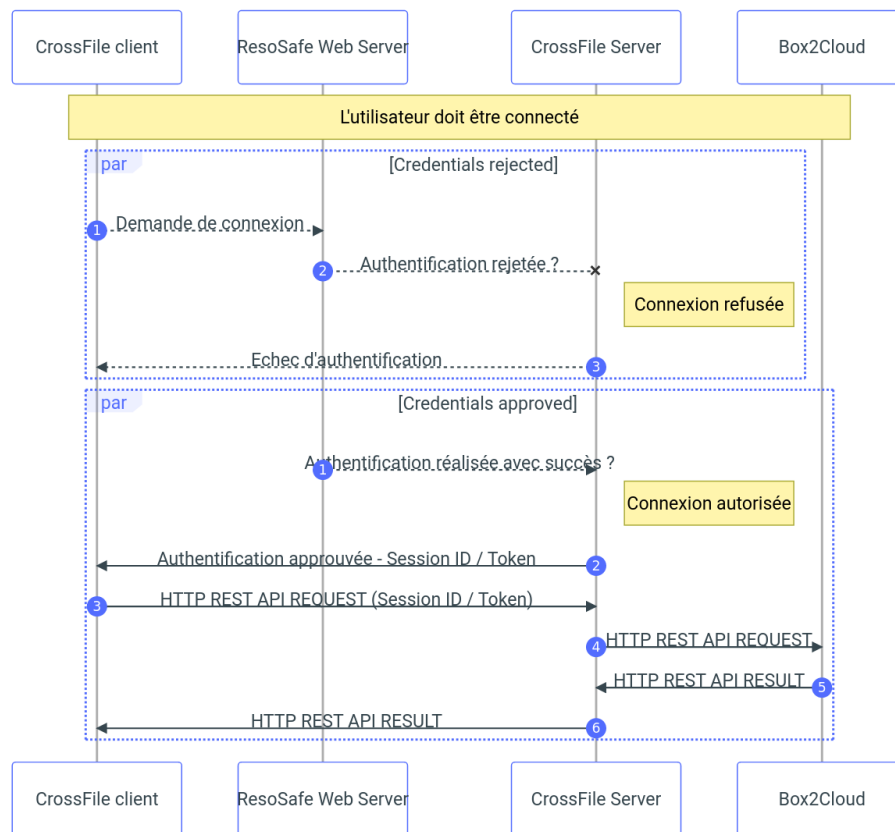 CrossFile client
ResoSafe Web Server
CrossFile Server
Box2Cloud
L'utilisateur doit être connecté
par
[Credentials rejected]
1
Demande de connexion
2
Authentification rejetée ?
Connexion refusée
Echec d'authentification
3
par
[Credentials approved]
1
Authentification réalisée avec succès ?
Connexion autorisée
Authentification approuvée - Session ID / Token
2
3
HTTP REST API REQUEST (Session ID / Token)
4
HTTP REST API REQUEST
HTTP REST API RESULT
5
HTTP REST API RESULT
6
CrossFile client
ResoSafe Web Server
CrossFile Server
Box2Cloud